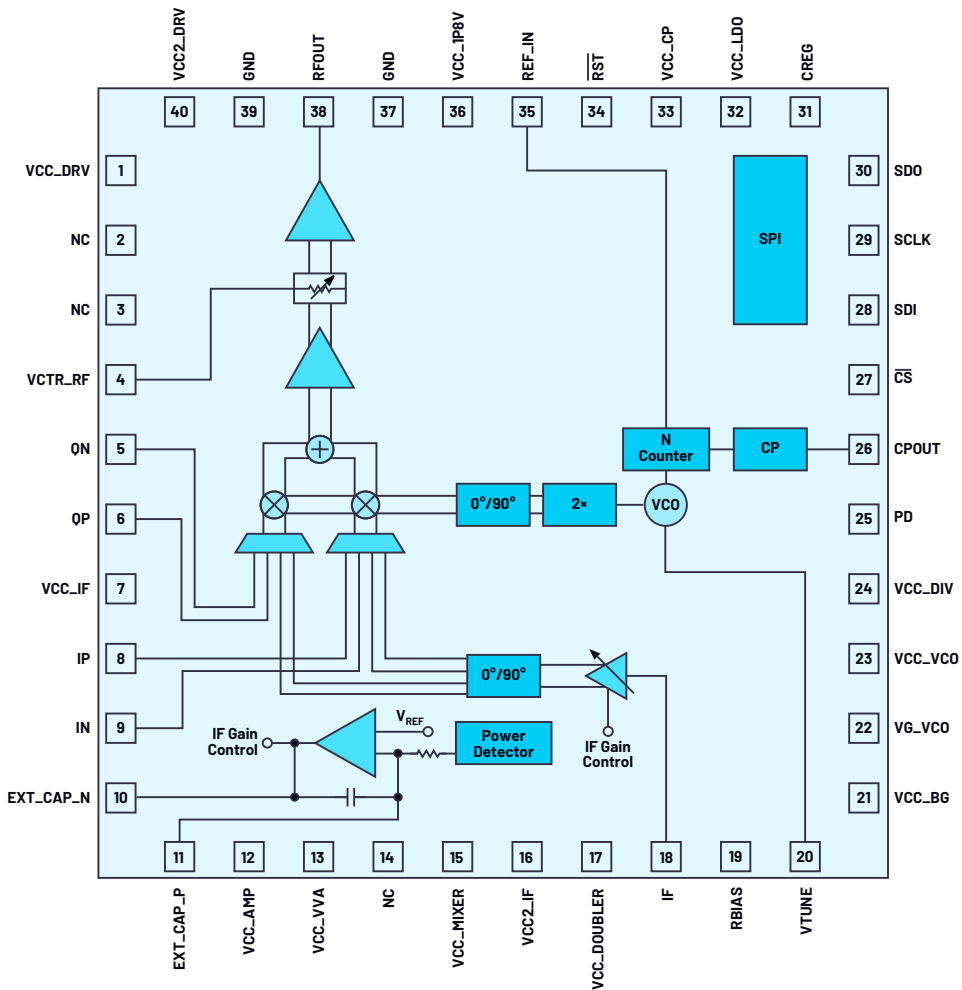 VCC2_DRV
GND
RFOUT
GND
VCC_1P8V
REF_IN
RST
VCC_CP
VCC_LDO
CREG
40
39
38
37
36
35
34
33
32
31
VCC_DRV
1
30
SDO
NC
2
SPI
29
SCLK
NC
3
28
SDI
VCTR_RF
4
27
CS
QN
5
N
Counter
CP
26
CPOUT
QP
6
0°/90°
2×
VCO
25
PD
VCC_IF
7
24
VCC_DIV
IP
8
0°/90°
23
VCC_VCO
IN
9
IF Gain
Control
VREF
Power
Detector
IF Gain
Control
22
VG_VCO
EXT_CAP_N
10
21
VCC_BG
11
12
13
14
15
16
17
18
19
20
EXT_CAP_P
VCC_AMP
VCC_VVA
NC
VCC_MIXER
VCC2_IF
VCC_DOUBLER
IF
RBIAS
VTUNE